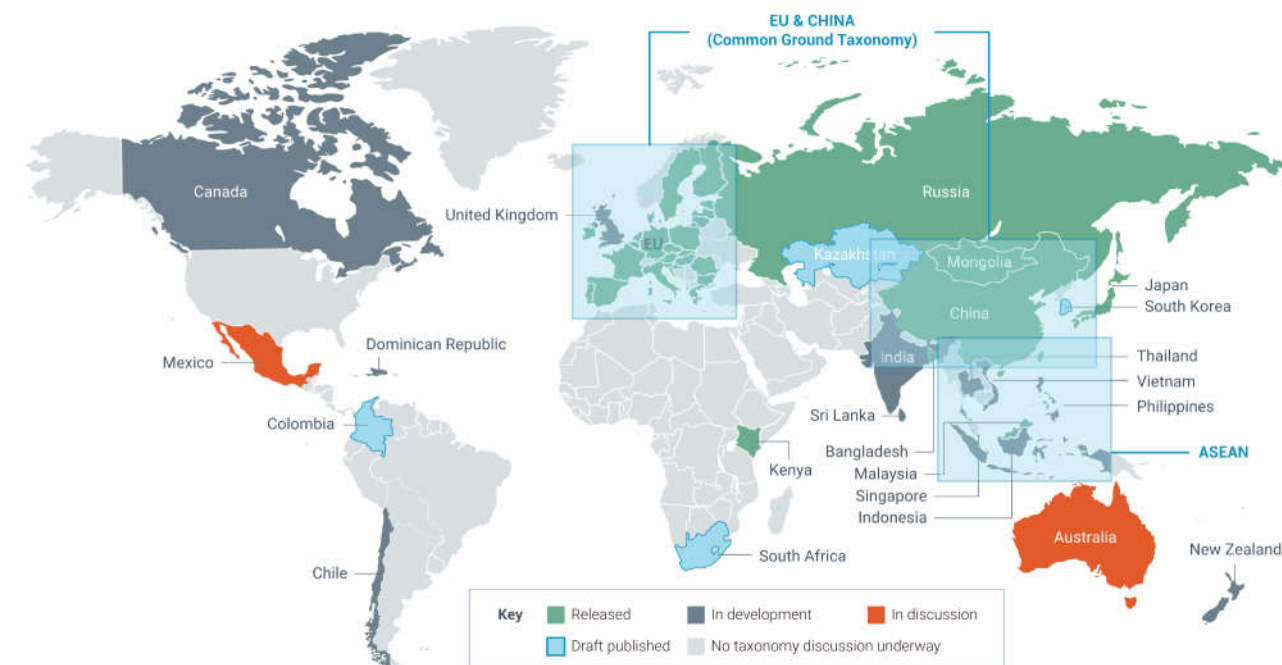 EU & CHINA
(Common Ground Taxonomy)
Canada
Russia
United Kingdom
EU
Kazakhstan
Mongolia
Japan
South Korea
China
Mexico
Dominican Republic
India
Thailand
Vietnam
Philippines
Colombia
Sri Lanka
Bangladesh
ASEAN
Kenya
Malaysia
Singapore
Indonesia
Australia
New Zealand
South Africa
Chile
Key
Released
In development
In discussion
Draft published
No taxonomy discussion underway